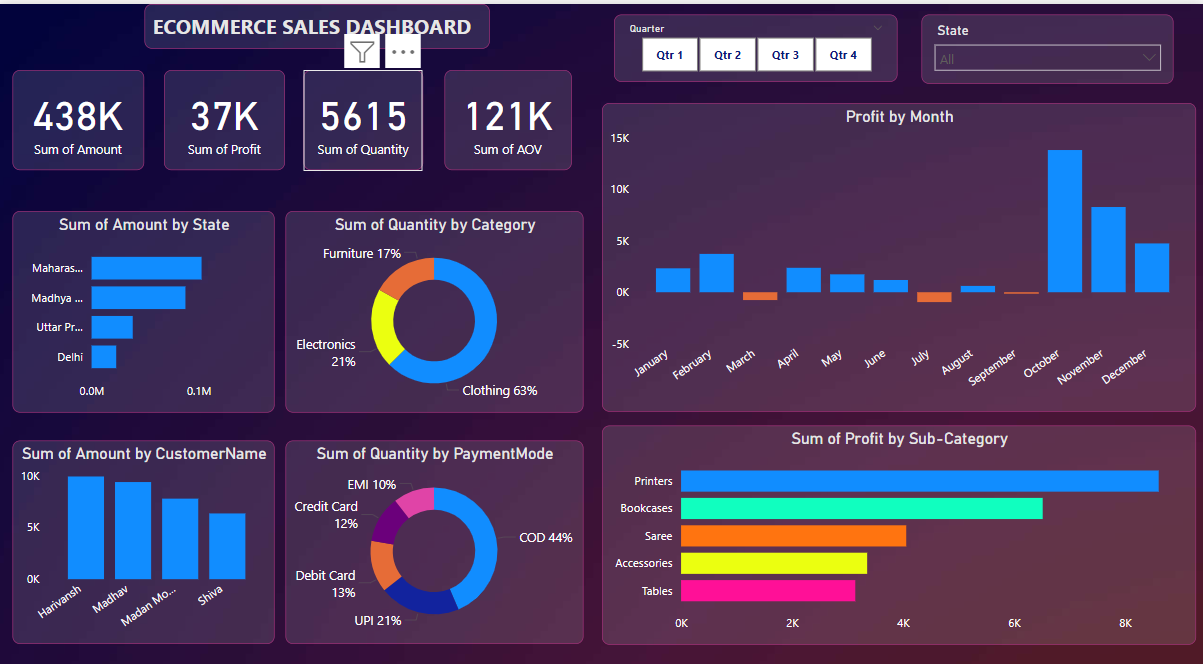 ECOMMERCE SALES DASHBOARD
Quarter
Qtr 1
Qtr 2
Qtr 3
Qtr 4
State
All
438K
Sum of Amount
37K
Sum of Profit
5615
Sum of Quantity
121K
Sum of AOV
Profit by Month
15K
10K
5K
0K
-5K
January
February
March
April
May
June
July
August
September
October
November
December
Sum of Amount by State
Maharas...
Madhya ...
Uttar Pr...
Delhi
0.0M
0.1M
Sum of Quantity by Category
Furniture 17%
Electronics
21%
Clothing 63%
Sum of Amount by CustomerName
10K
5K
0K
Harivansh
Madhav
Madan Mo...
Shiva
Sum of Quantity by PaymentMode
EMI 10%
Credit Card
12%
COD 44%
Debit Card
13%
UPI 21%
Sum of Profit by Sub-Category
Printers
Bookcases
Saree
Accessories
Tables
0K
2K
4K
6K
8K